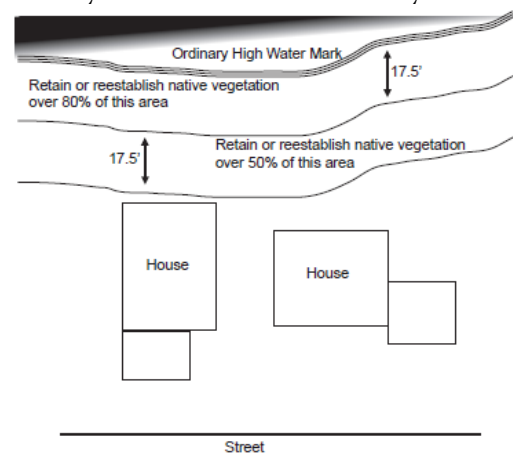 Ordinary High Water Mark
17.5'
Retain or reestablish native vegetation
over 80% of this area
17.5'
Retain or reestablish native vegetation
over 50% of this area
House
House
Street